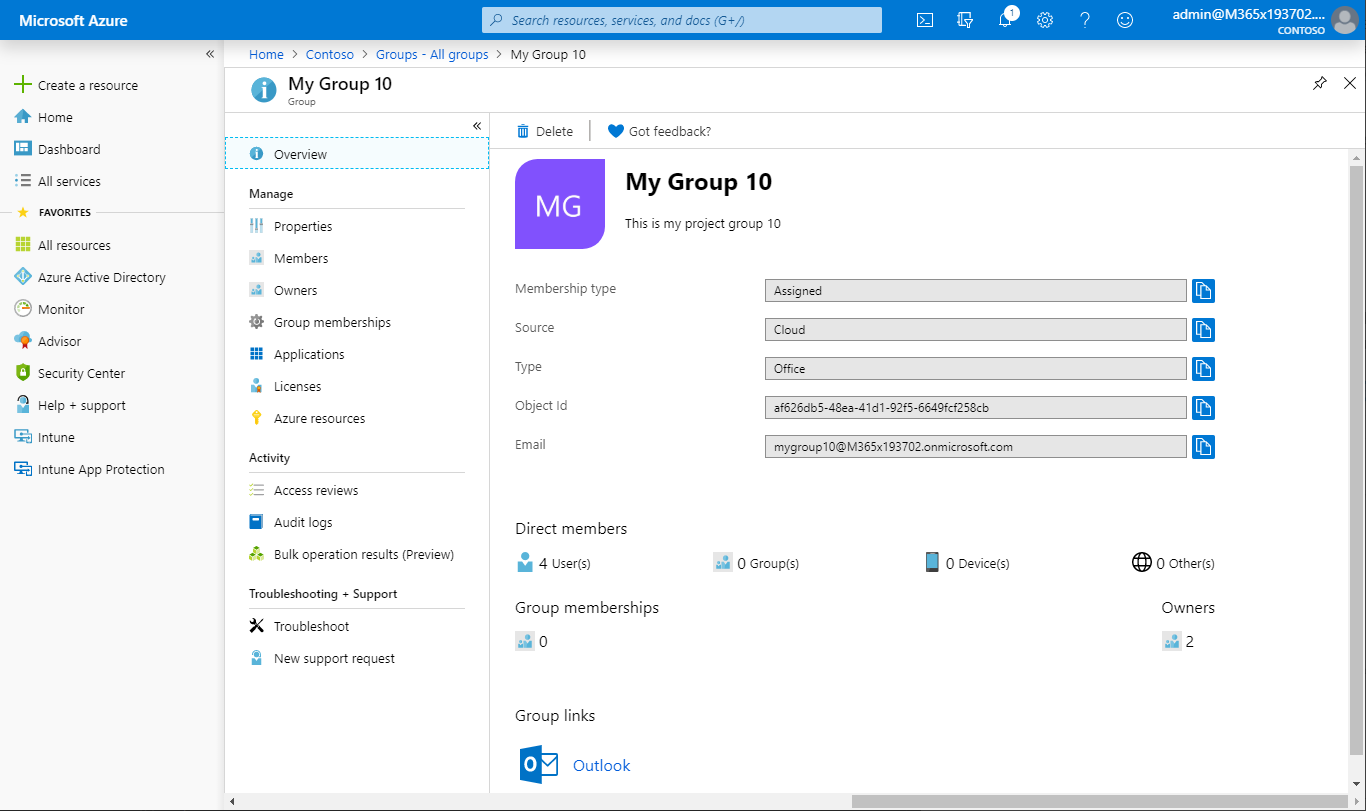 Microsoft Azure
Search resources, services, and docs (G+/)
1
admin@M365x193702....
CONTOSO
«
Create a resource
Home
Dashboard
All services
FAVORITES
All resources
Azure Active Directory
Monitor
Advisor
Security Center
Help + support
Intune
Intune App Protection
Home > Contoso > Groups - All groups > My Group 10
My Group 10
Group
«
Overview
Manage
Properties
Members
Owners
Group memberships
Applications
Licenses
Azure resources
Activity
Access reviews
Audit logs
Bulk operation results (Preview)
Troubleshooting + Support
Troubleshoot
New support request
Delete
Got feedback?
MG
My Group 10
This is my project group 10
Membership type
Assigned
Source
Cloud
Type
Office
Object Id
af626db5-48ea-41d1-92f5-6649fcf258cb
Email
mygroup10@M365x193702.onmicrosoft.com
Direct members
4 User(s)
0 Group(s)
0 Device(s)
0 Other(s)
Group memberships
0
Owners
2
Group links
Outlook